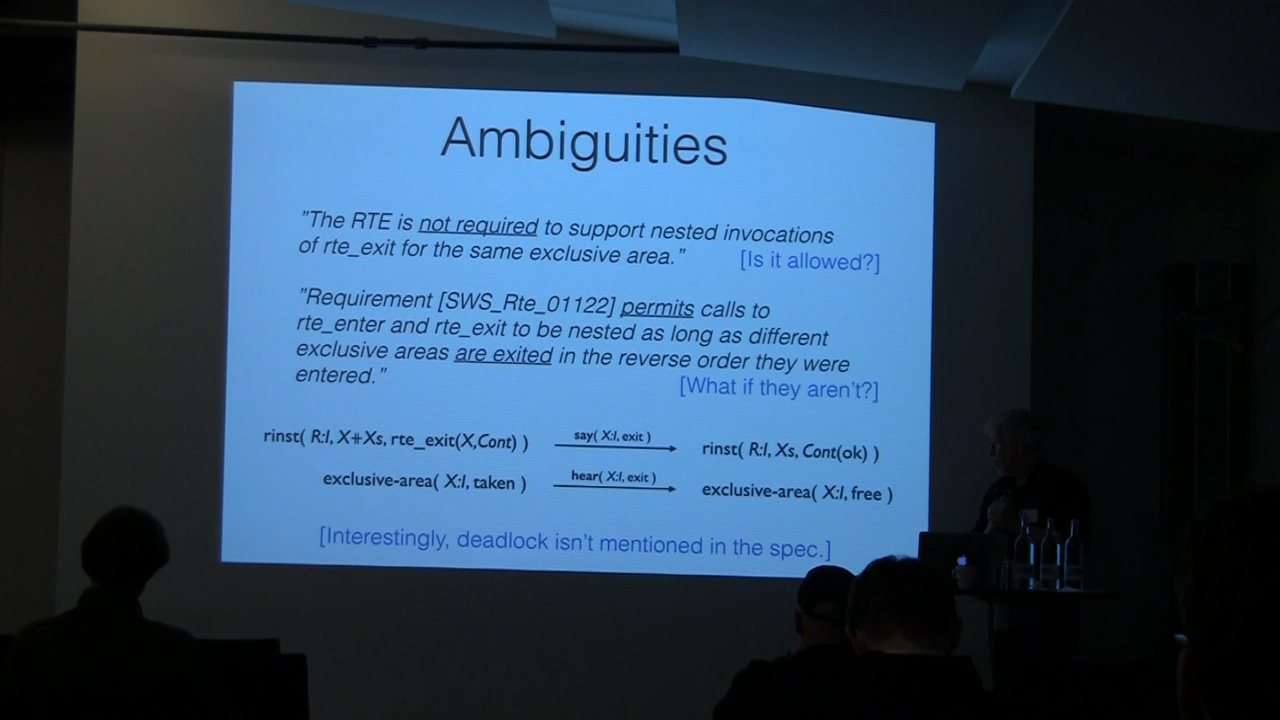 Ambiguities
"The RTE is not required to support nested invocations
of rte_exit for the same exclusive area."
[Is it allowed?]
"Requirement [SWS_Rte_01122] permits calls to
rte_enter and rte_exit to be nested as long as different
exclusive areas are exited in the reverse order they were
entered."
[What if they aren't?]
rinst( R:I, X⧺Xs, rte_exit(X,Cont) ) say( X:I, exit ) rinst( R:I, Xs, Cont(ok) )
exclusive-area( X:I, taken ) hear( X:I, exit ) exclusive-area( X:I, free )
[Interestingly, deadlock isn't mentioned in the spec.]